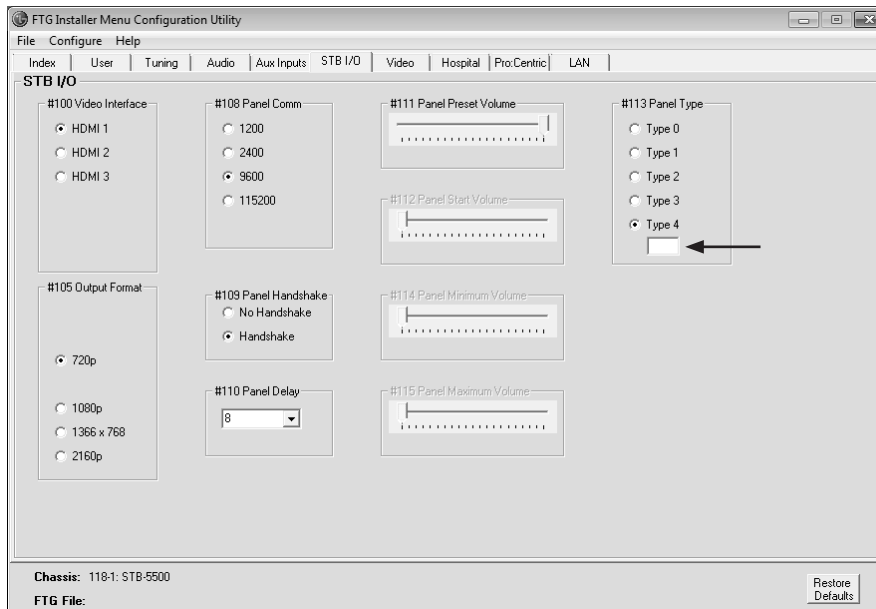 FTG Installer Menu Configuration Utility
File Configure Help
Index User Tuning Audio Aux Inputs STB I/O Video Hospital Pro:Centric LAN
STB I/O
#100 Video Interface
HDMI 1
HDMI 2
HDMI 3
#105 Output Format
720p
1080p
1366 x 768
2160p
#108 Panel Comm
1200
2400
9600
115200
#109 Panel Handshake
No Handshake
Handshake
#110 Panel Delay
8
#111 Panel Preset Volume
#112 Panel Start Volume
#114 Panel Minimum Volume
#115 Panel Maximum Volume
#113 Panel Type
Type 0
Type 1
Type 2
Type 3
Type 4
Chassis: 118-1: STB-5500
FTG File:
Restore
Defaults